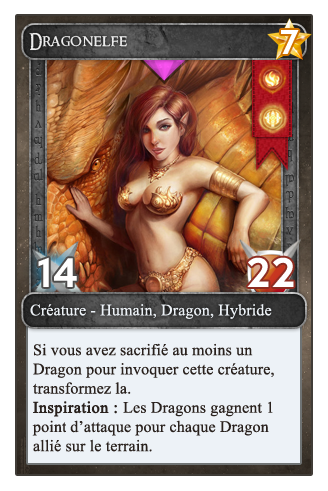 Dragonelfe
7
14
22
Créature - Humain, Dragon, Hybride
Si vous avez sacrifié au moins un
Dragon pour invoquer cette créature,
transformez la.
Inspiration : Les Dragons gagnent 1
point d'attaque pour chaque Dragon
allié sur le terrain.